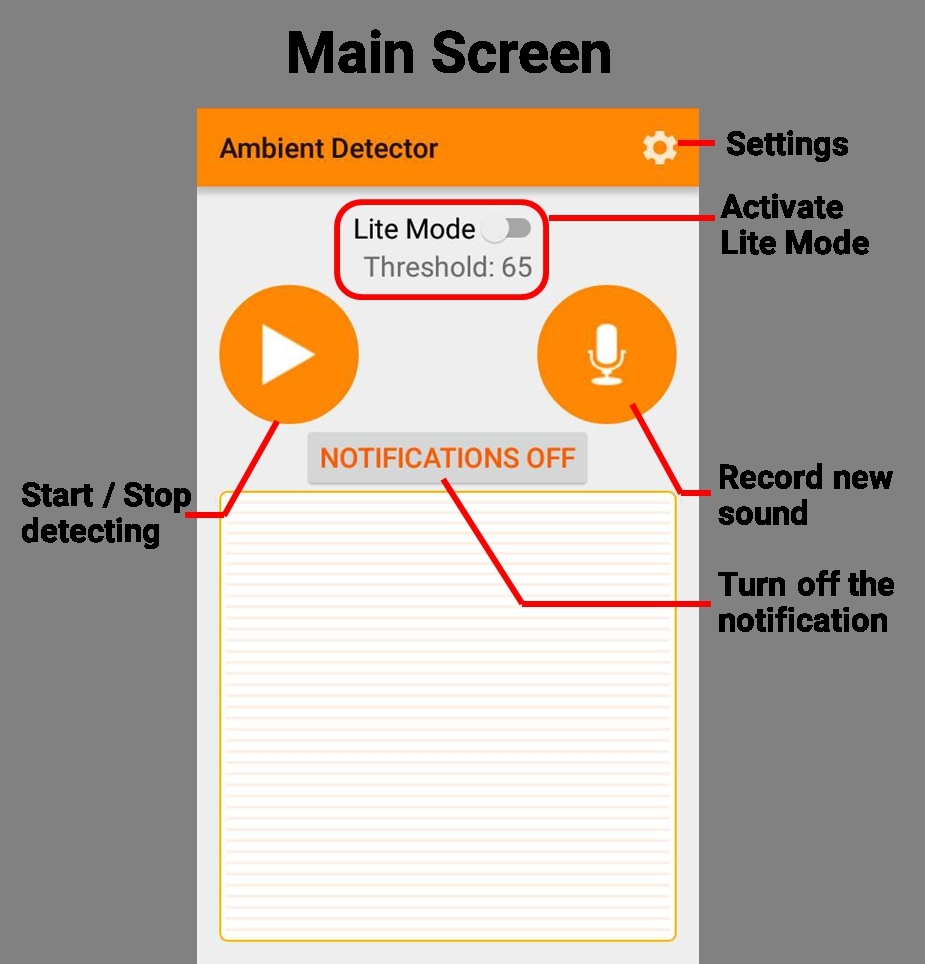 Main Screen
Ambient Detector
Settings
Lite Mode
Threshold: 65
Activate
Lite Mode
NOTIFICATIONS OFF
Start / Stop
detecting
Record new
sound
Turn off the
notification